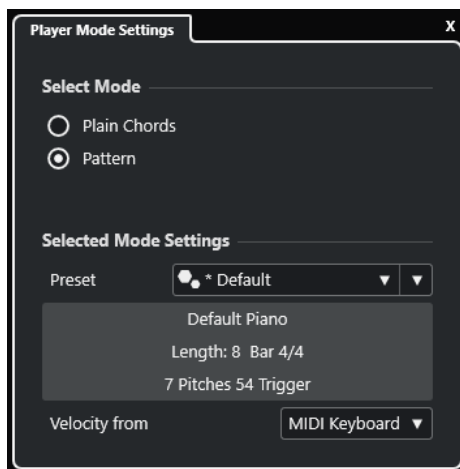 Player Mode Settings X
Select Mode
Plain Chords
Pattern
Selected Mode Settings
Preset * Default
Default Piano
Length: 8 Bar 4/4
7 Pitches 54 Trigger
Velocity from MIDI Keyboard